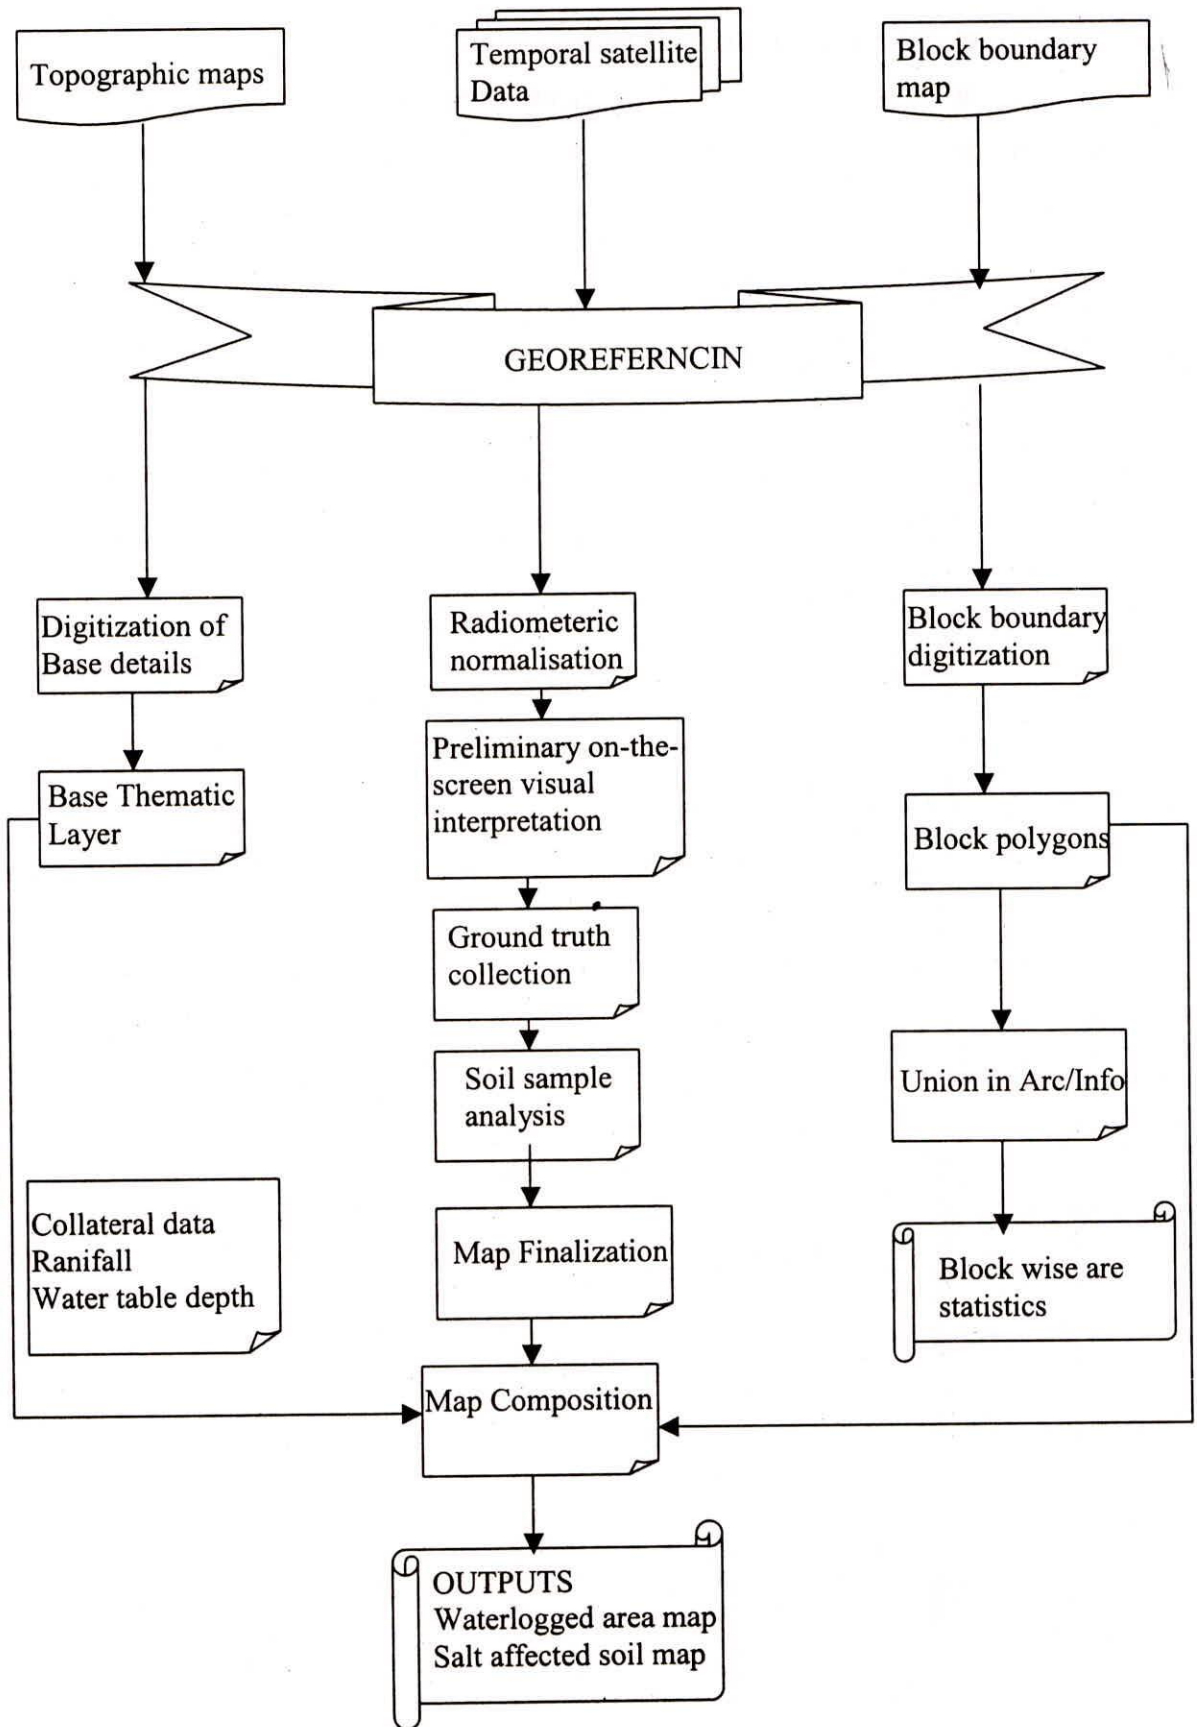 Topographic maps
Temporal satellite
Data
Block boundary
map
GEOREFERNCIN
Digitization of
Base details
Radiometeric
normalisation
Block boundary
digitization
Base Thematic
Layer
Preliminary on-the-
screen visual
interpretation
Block polygons
Ground truth
collection
Soil sample
analysis
Union in Arc/Info
Collateral data
Ranifall
Water table depth
Map Finalization
Block wise are
statistics
Map Composition
OUTPUTS
Waterlogged area map
Salt affected soil map